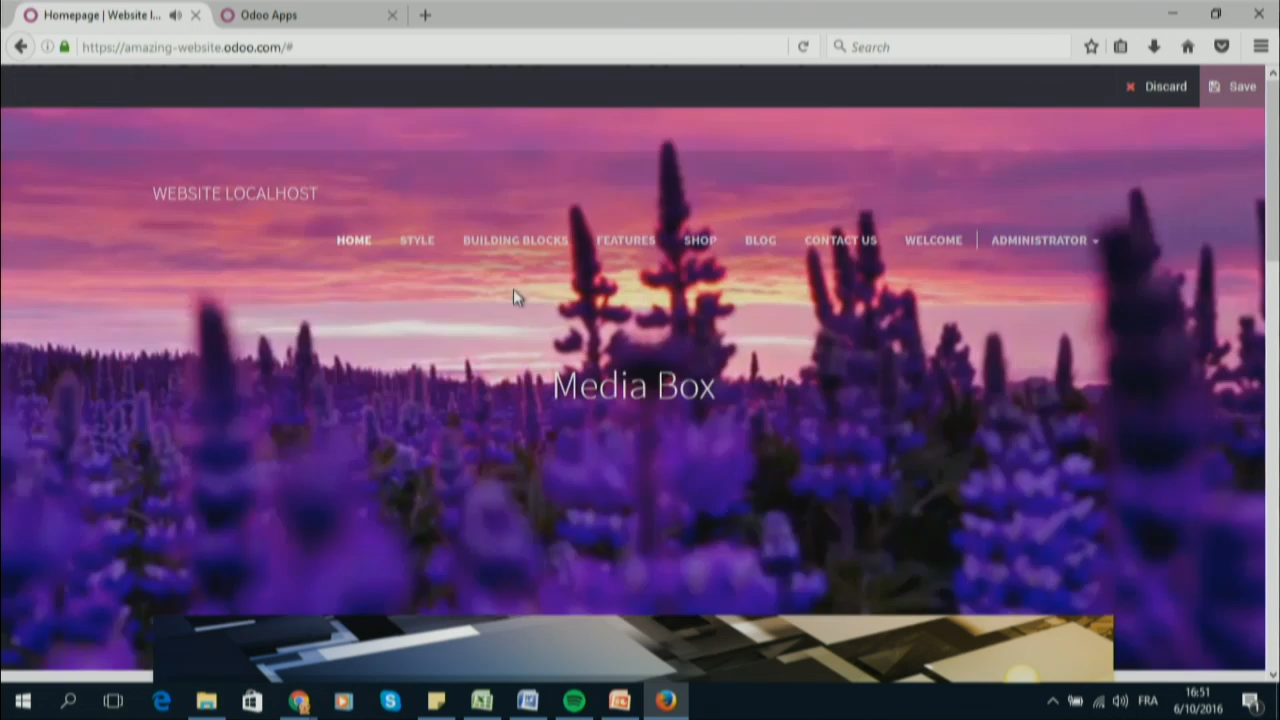 Homepage | Website l...
Odoo Apps
https://amazing-website.odoo.com/#
Search
Discard
Save
WEBSITE LOCALHOST
HOME STYLE BUILDING BLOCKS FEATURES SHOP BLOG CONTACT US WELCOME ADMINISTRATOR
Media Box
FRA
16:51
6/10/2016